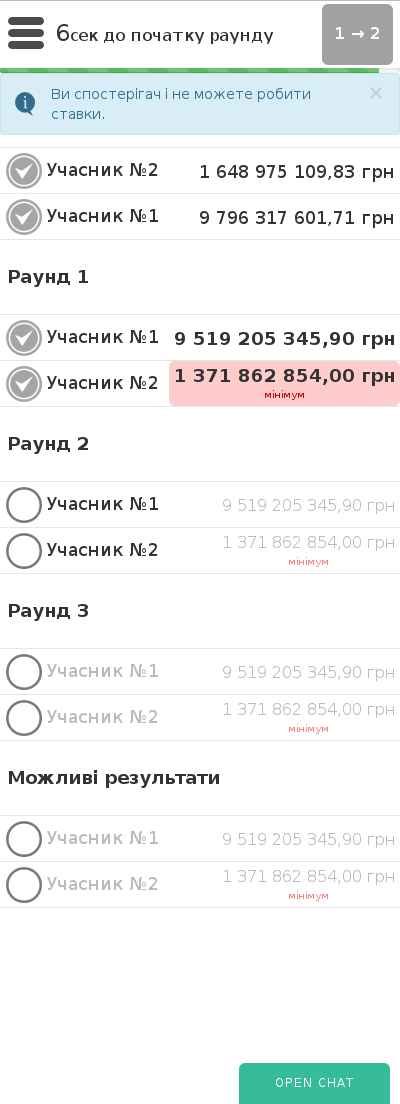 6сек до початку раунду
1 → 2
Ви спостерігач і не можете робити
ставки.
×
Учасник №2 1 648 975 109,83 грн
Учасник №1 9 796 317 601,71 грн
Раунд 1
Учасник №1 9 519 205 345,90 грн
Учасник №2 1 371 862 854,00 грн
мінімум
Раунд 2
Учасник №1 9 519 205 345,90 грн
Учасник №2 1 371 862 854,00 грн
мінімум
Раунд 3
Учасник №1 9 519 205 345,90 грн
Учасник №2 1 371 862 854,00 грн
мінімум
Можливі результати
Учасник №1 9 519 205 345,90 грн
Учасник №2 1 371 862 854,00 грн
мінімум
OPEN CHAT